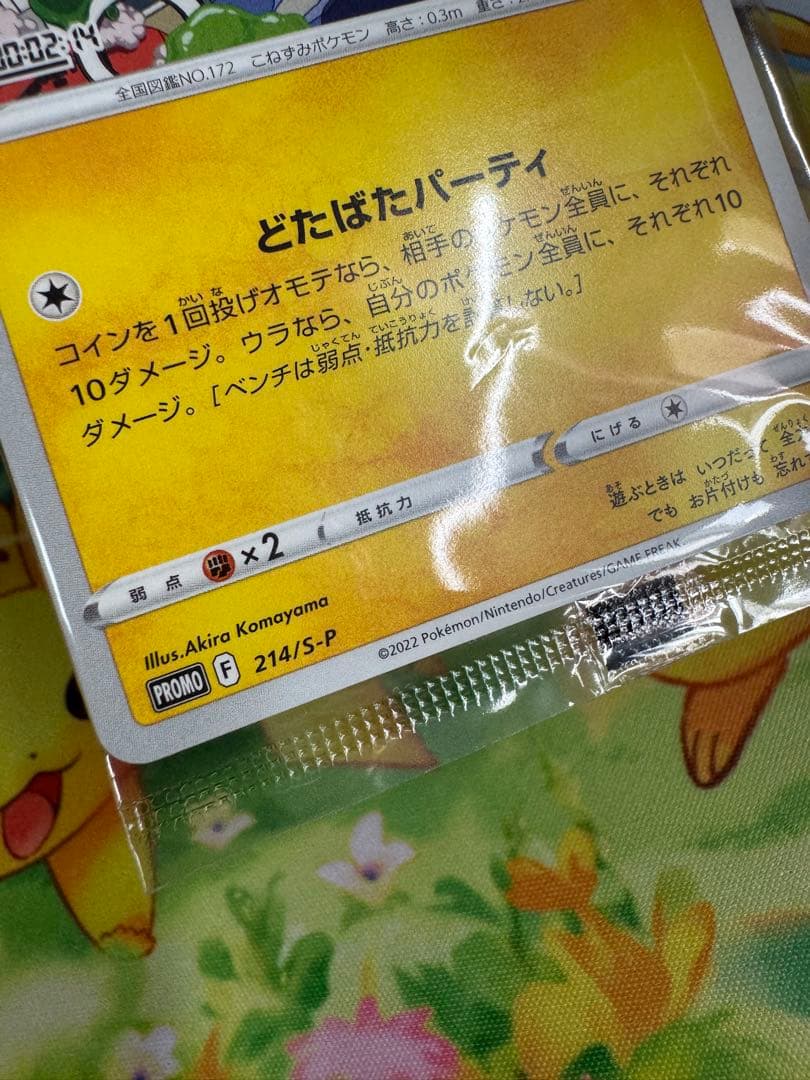 00:02:14
全国図鑑NO.172 こねずみポケモン 高さ:0.3m 重さ:
どたばたパーティ
コインを1回投げオモテなら、相手のポケモン全員に、それぞれ
10ダメージ。ウラなら、自分のポケモン全員に、それぞれ10
ダメージ。[ベンチは弱点・抵抗力を計算しない。]
弱点 ×2 抵抗力 にげる
遊ぶときは いつだって 全
でも お片付けも 忘れ
Illus.Akira Komayama
PROMO F 214/S-P
©2022 Pokémon/Nintendo/Creatures/GAME FREAK